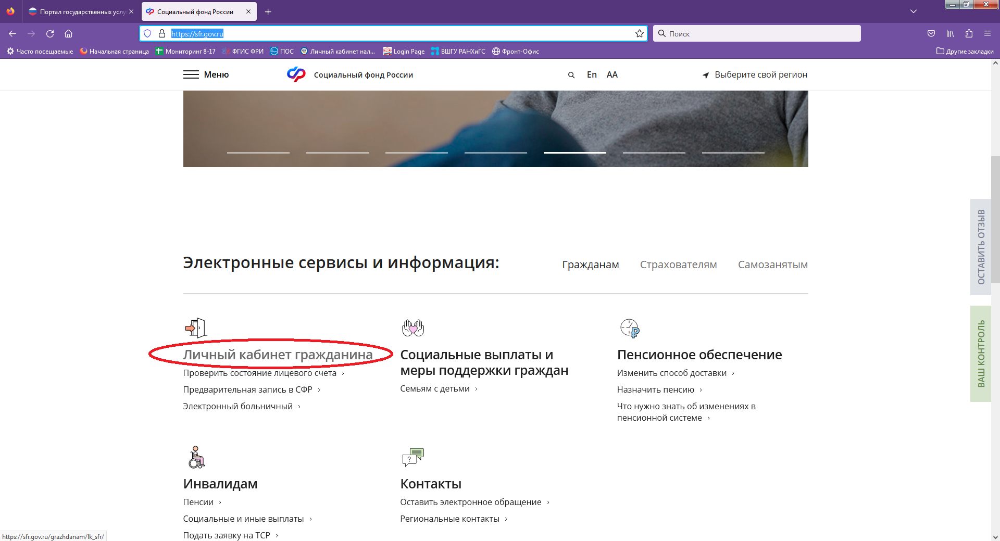 Портал государственных услу
Социальный фонд России
https://sfr.gov.ru
Поиск
Часто посещаемые
Начальная страница
Мониторинг 8-17
ФГИС ФРИ
ПОС
Личный кабинет нал...
Login Page
ВШГУ РАНХиГС
Фронт-Офис
Другие закладки
Меню
Социальный фонд России
En
AA
Выберите свой регион
Электронные сервисы и информация:
Гражданам
Страхователям
Самозанятым
Личный кабинет гражданина
Проверить состояние лицевого счета
Предварительная запись в СФР
Электронный больничный
Социальные выплаты и
меры поддержки граждан
Семьям с детьми
Пенсионное обеспечение
Изменить способ доставки
Назначить пенсию
Что нужно знать об изменениях в
пенсионной системе
Инвалидам
Пенсии
Социальные и иные выплаты
Подать заявку на ТСР
Контакты
Оставить электронное обращение
Региональные контакты
ОСТАВИТЬ ОТЗЫВ
ВАШ КОНТРОЛЬ
https://sfr.gov.ru/grazhdanam/lk_sfr/